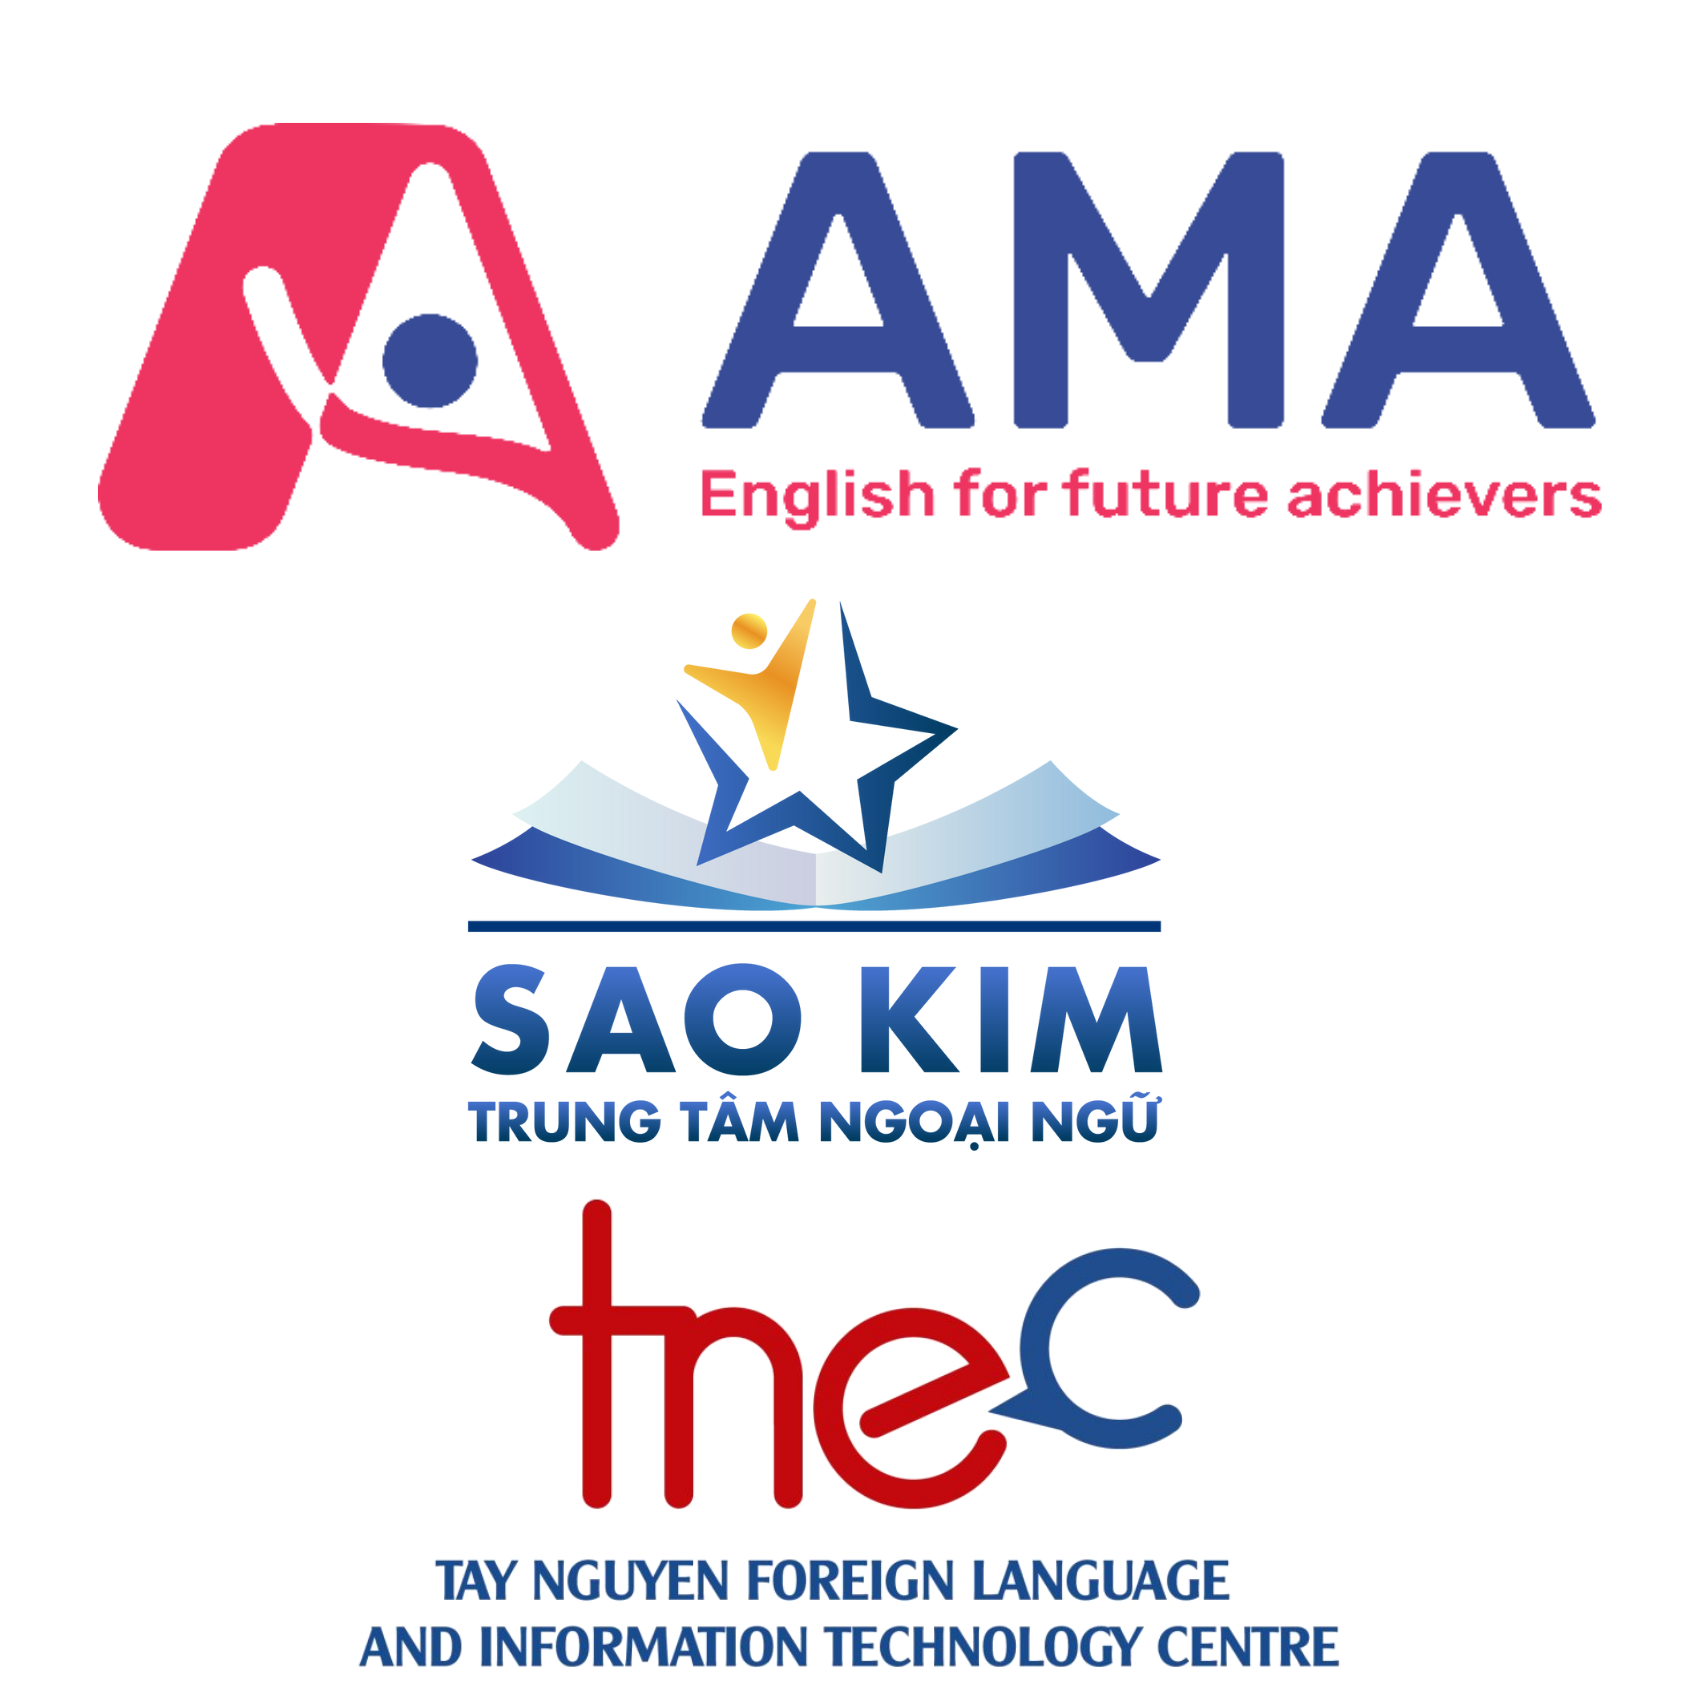 AMA
English for future achievers
SAO KIM
TRUNG TÂM NGOẠI NGỮ
tnec
TAY NGUYEN FOREIGN LANGUAGE
AND INFORMATION TECHNOLOGY CENTRE